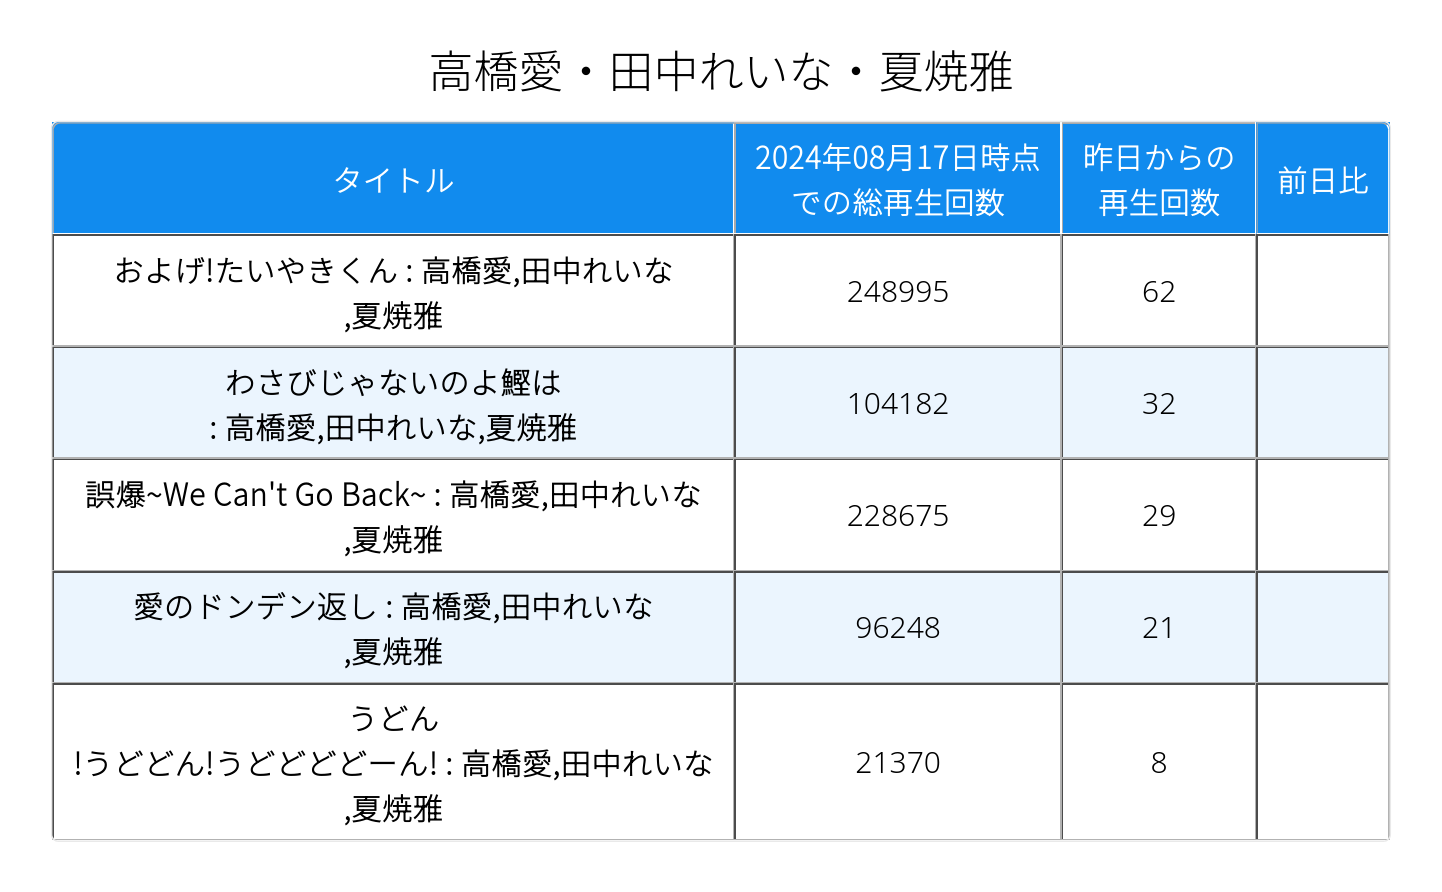 高橋愛・田中れいな・夏焼雅
タイトル
2024年08月17日時点
での総再生回数
昨日からの
再生回数
前日比
およげ!たいやきくん : 高橋愛,田中れいな
,夏焼雅
248995
62
わさびじゃないのよ鰹は
: 高橋愛,田中れいな,夏焼雅
104182
32
誤爆~We Can't Go Back~ : 高橋愛,田中れいな
,夏焼雅
228675
29
愛のドンデン返し : 高橋愛,田中れいな
,夏焼雅
96248
21
うどん
!うどどん!うどどどどーん! : 高橋愛,田中れいな
,夏焼雅
21370
8